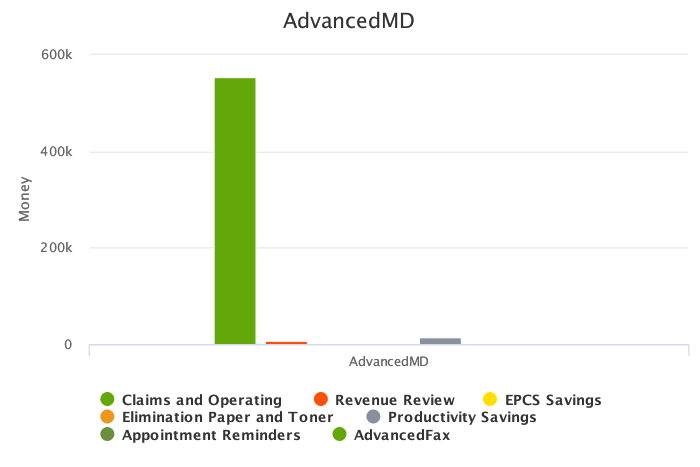 AdvancedMD
600k
400k
200k
0
Money
AdvancedMD
Claims and Operating Revenue Review EPCS Savings
Elimination Paper and Toner Productivity Savings
Appointment Reminders AdvancedFax